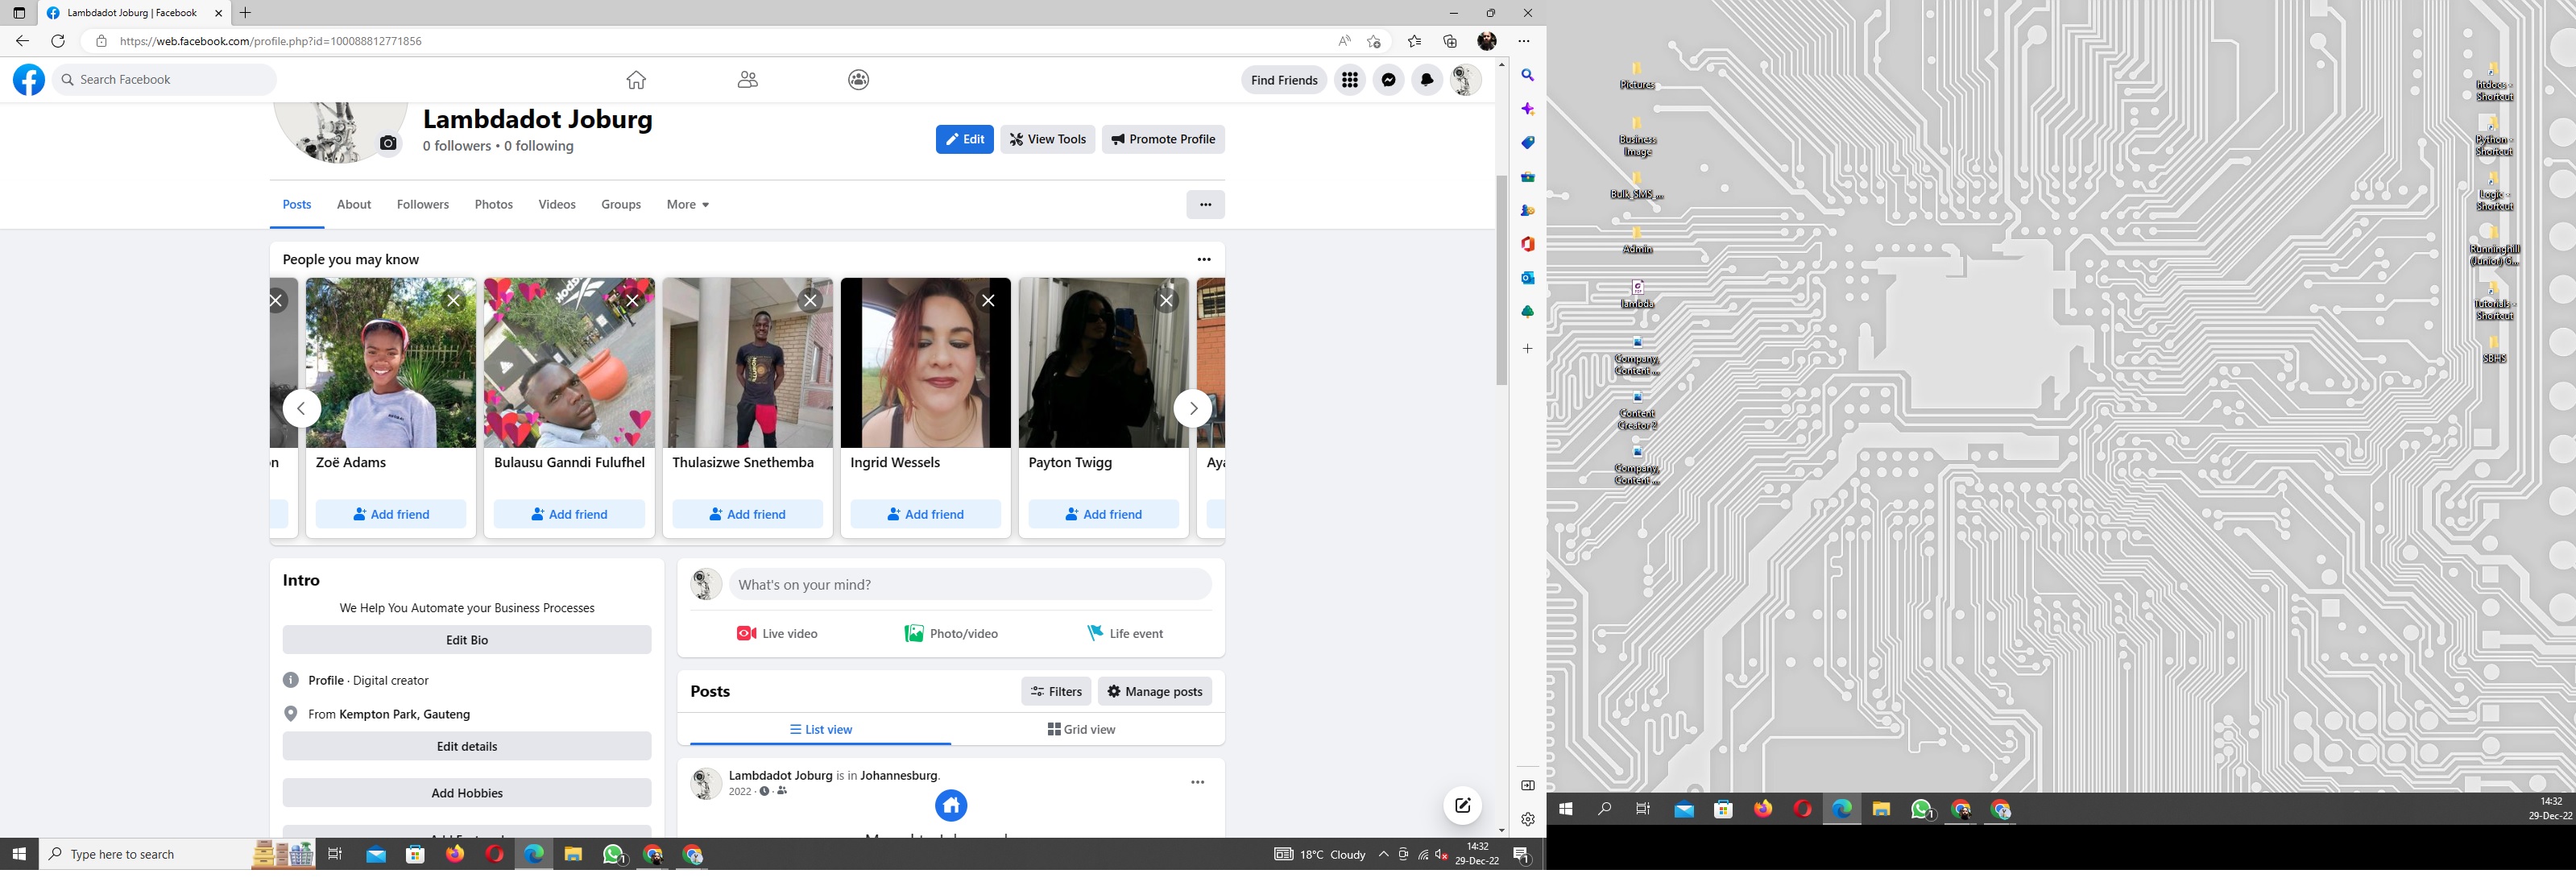 Lambdadot Joburg | Facebook
https://web.facebook.com/profile.php?id=100088812771856
Search Facebook
Find Friends
Lambdadot Joburg
0 followers • 0 following
Edit
View Tools
Promote Profile
Posts
About
Followers
Photos
Videos
Groups
More
People you may know
on
Zoë Adams
Bulausu Ganndi Fulufhel
Thulasizwe Snethemba
Ingrid Wessels
Payton Twigg
Aya
Add friend
Add friend
Add friend
Add friend
Add friend
Intro
We Help You Automate your Business Processes
Edit Bio
Profile · Digital creator
From Kempton Park, Gauteng
Edit details
Add Hobbies
What's on your mind?
Live video
Photo/video
Life event
Posts
Filters
Manage posts
List view
Grid view
Lambdadot Joburg is in Johannesburg.
2022 ·
Type here to search
18°C Cloudy
14:32
29-Dec-22
1
Pictures
Business
Image
Bulk_SMS_...
Admin
lambda
Company,
Content ...
Content
Creator 2
Company,
Content ...
htdocs -
Shortcut
Python -
Shortcut
Logic -
Shortcut
Runninghill
(Junior) G...
Tutorials -
Shortcut
SBHS
14:32
29-Dec-22